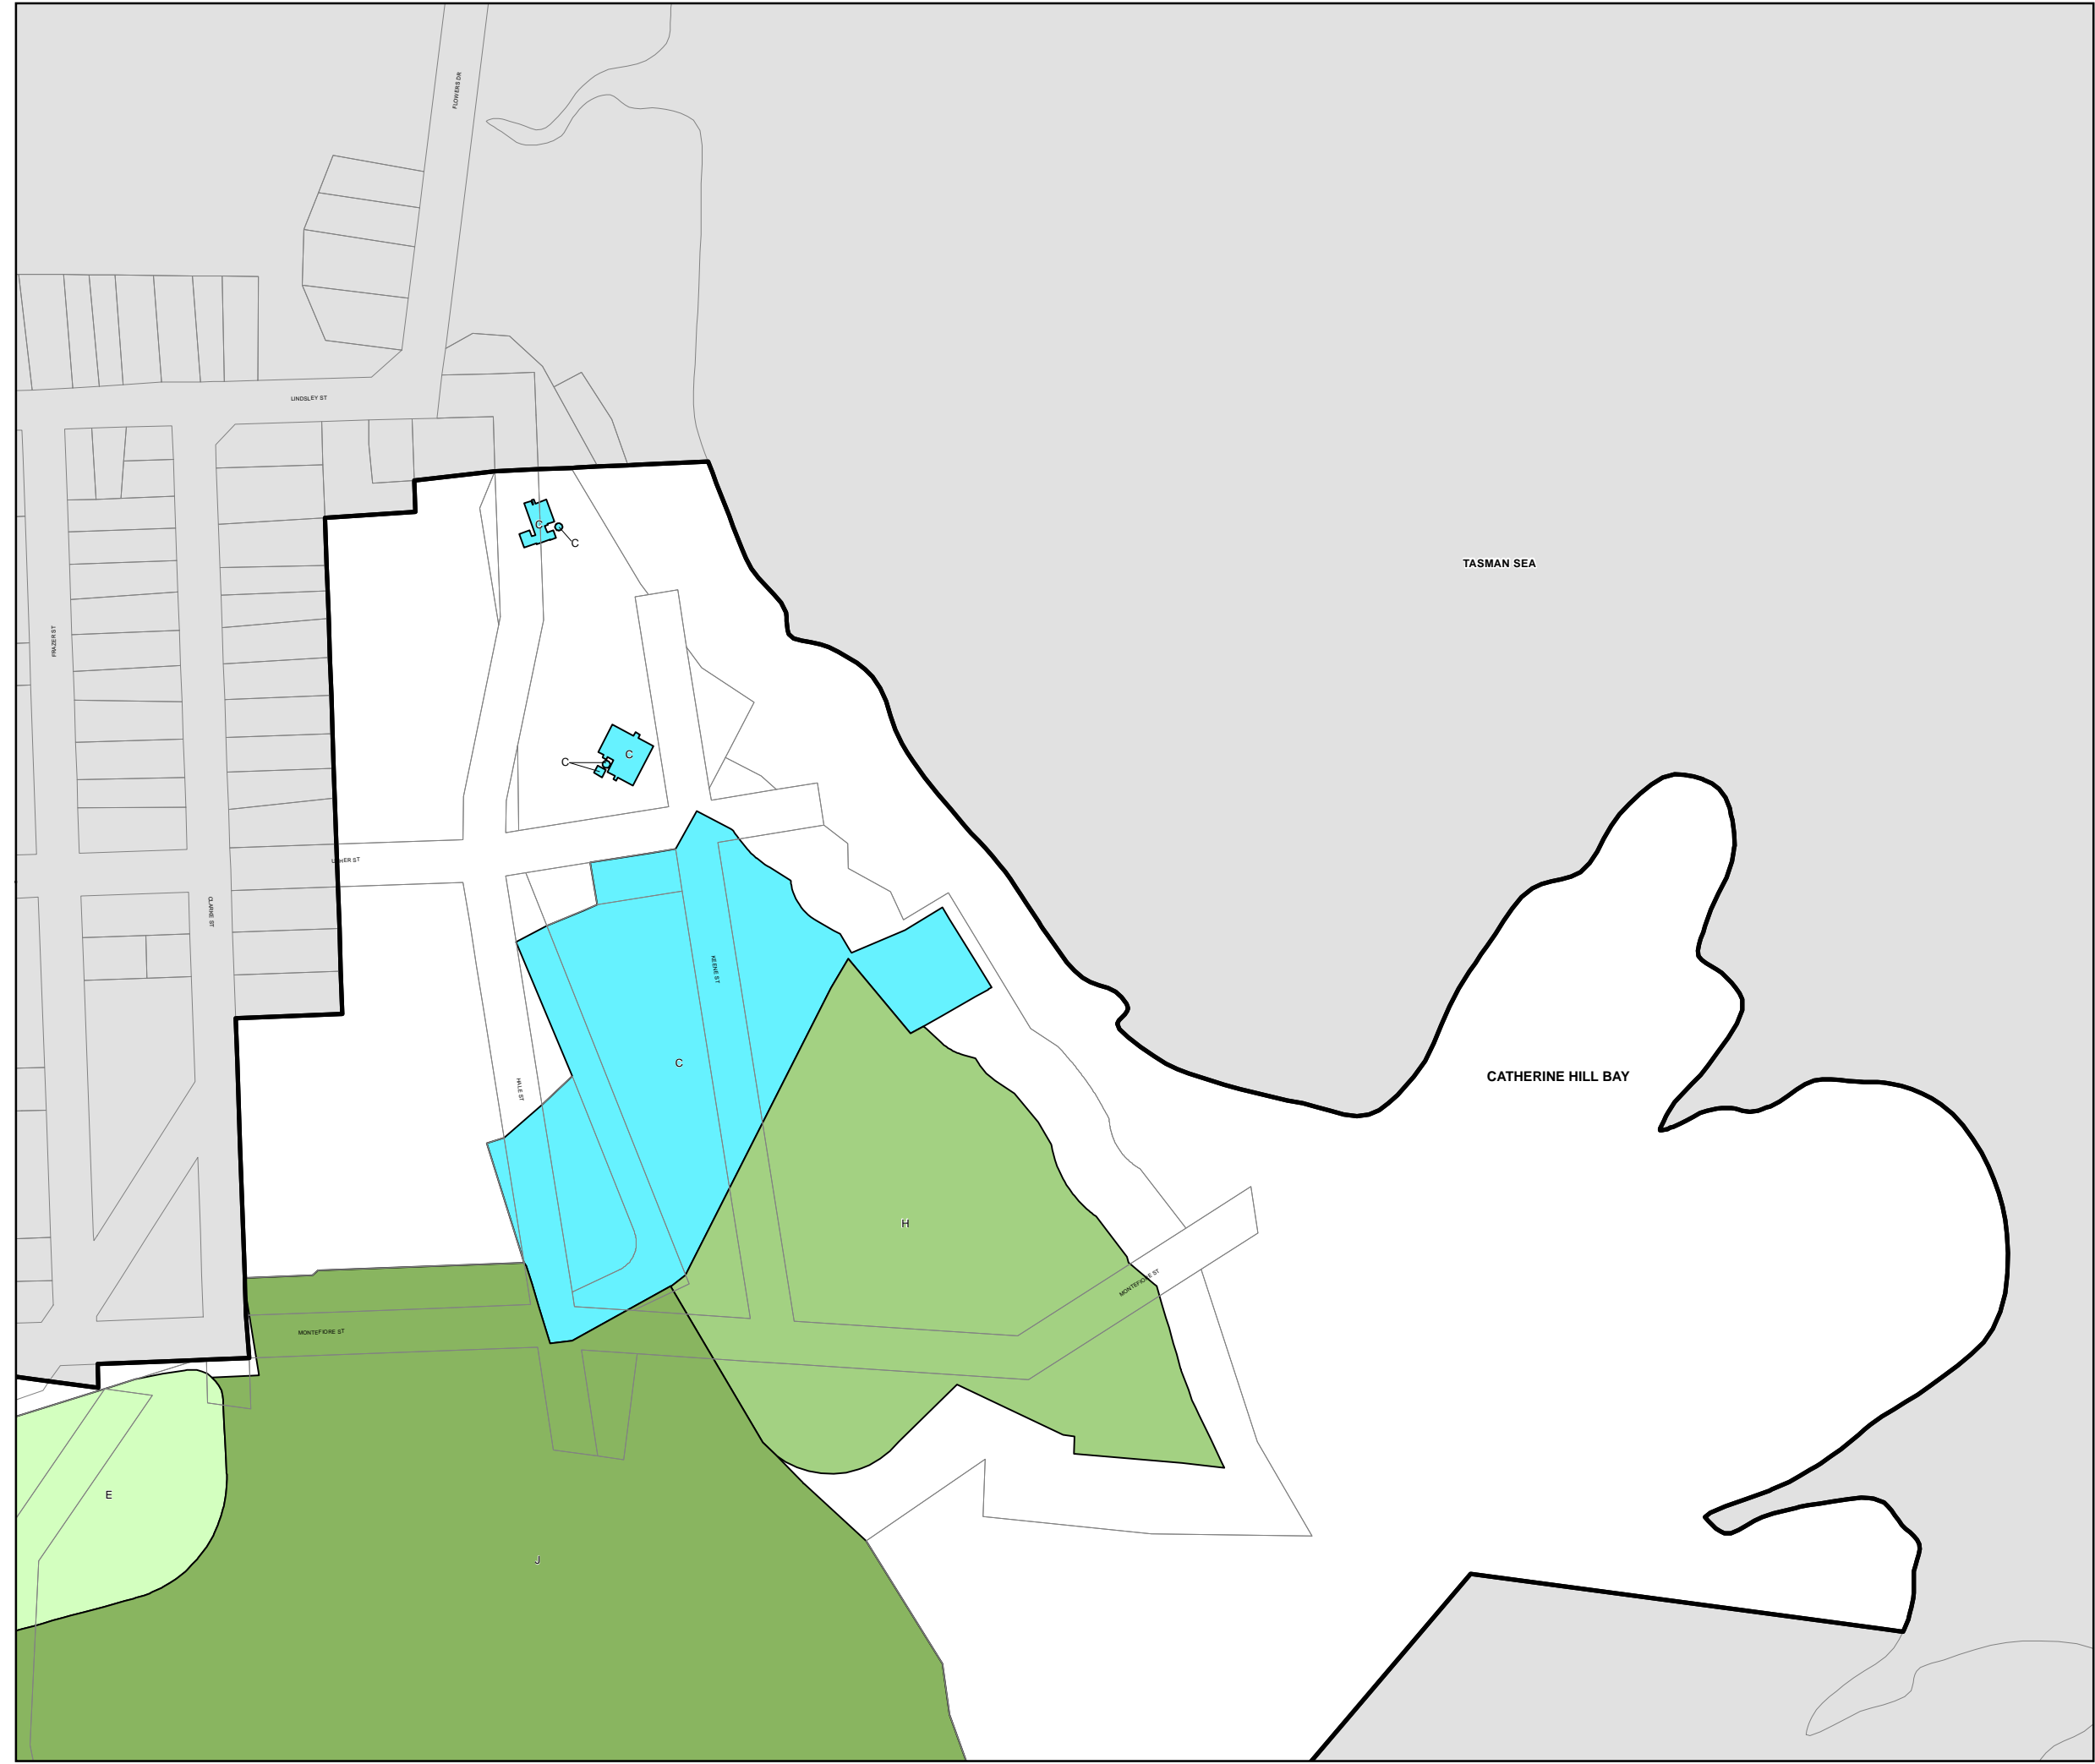 FLOWERS DR
LINDSLEY ST
C
C
TASMAN SEA
FRAZER ST
C
C
CLARKE ST
KEENE ST
C
CATHERINE HILL BAY
HALE ST
H
MONTEFIORE ST
MONTEFIORE ST
E
J